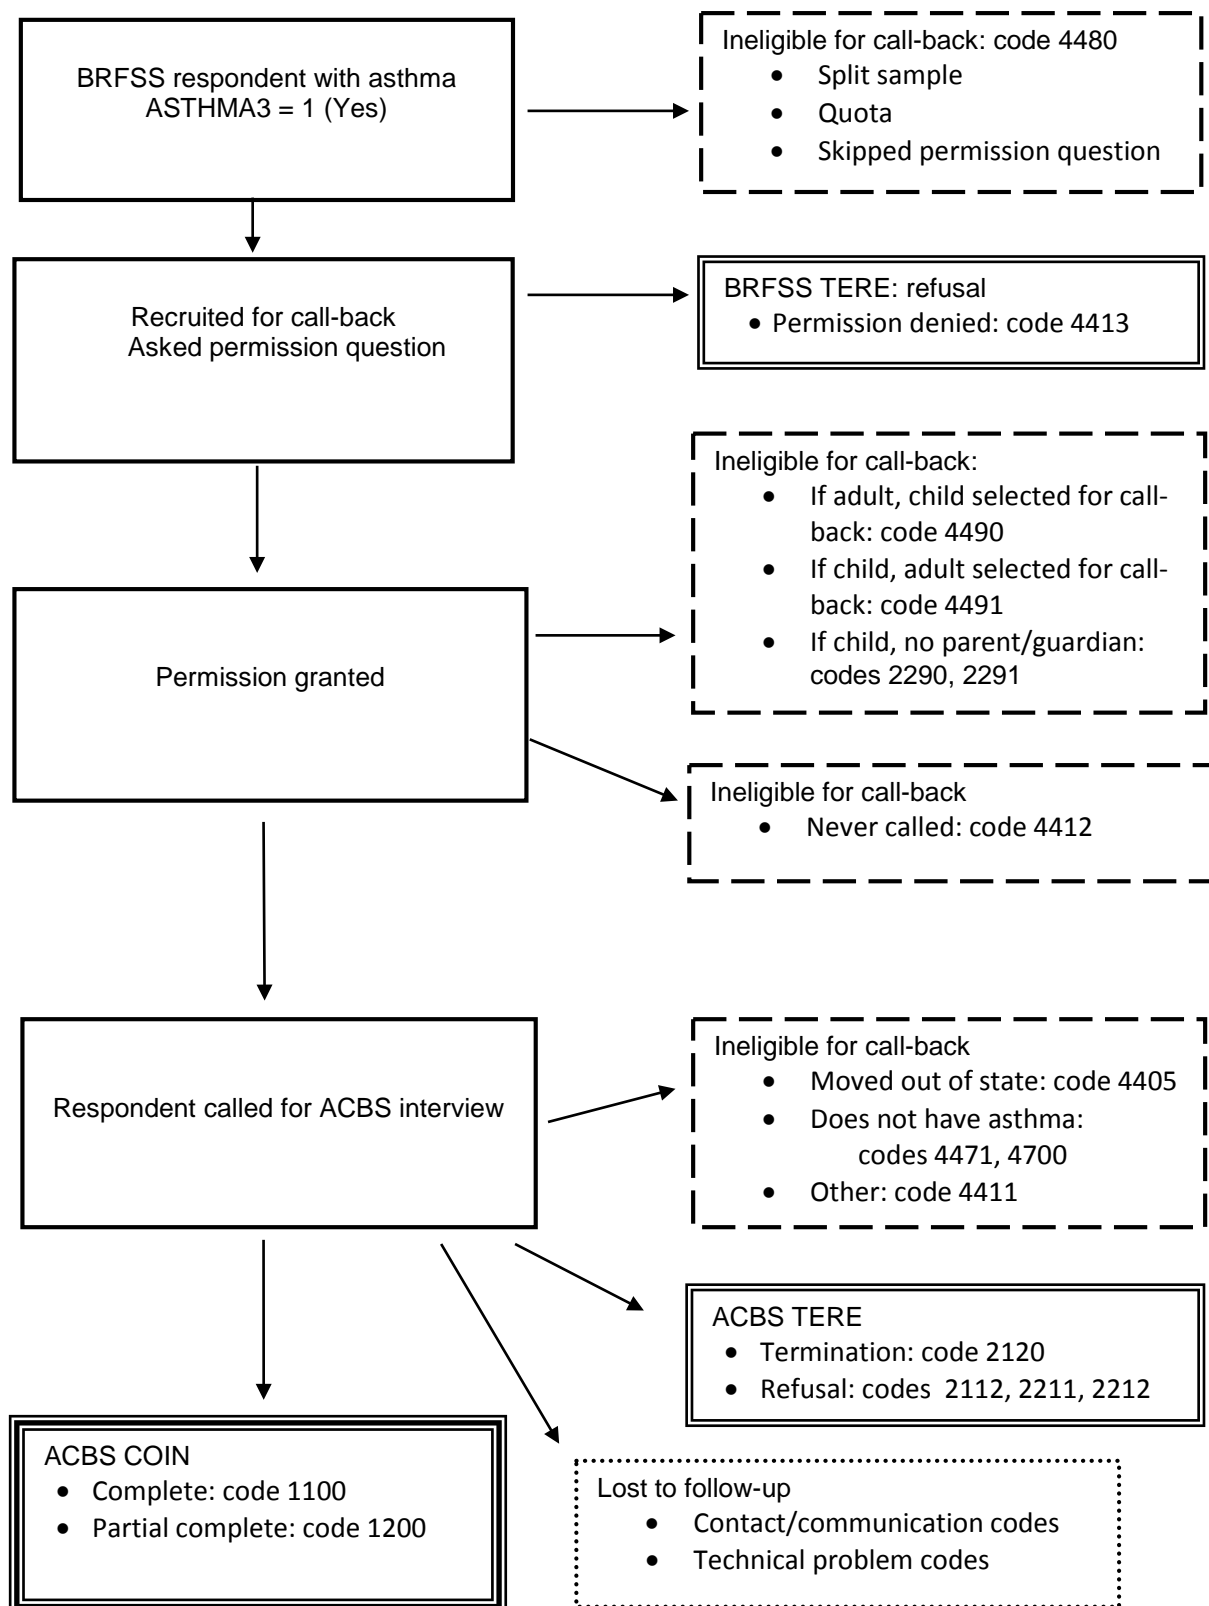 BRFSS respondent with asthma
ASTHMA3 = 1 (Yes)
Ineligible for call-back: code 4480
• Split sample
• Quota
• Skipped permission question
Recruited for call-back
Asked permission question
BRFSS TERE: refusal
• Permission denied: code 4413
Ineligible for call-back:
• If adult, child selected for call-
back: code 4490
• If child, adult selected for call-
back: code 4491
• If child, no parent/guardian:
codes 2290, 2291
Permission granted
Ineligible for call-back
• Never called: code 4412
Respondent called for ACBS interview
Ineligible for call-back
• Moved out of state: code 4405
• Does not have asthma:
codes 4471, 4700
• Other: code 4411
ACBS TERE
• Termination: code 2120
• Refusal: codes 2112, 2211, 2212
ACBS COIN
• Complete: code 1100
• Partial complete: code 1200
Lost to follow-up
• Contact/communication codes
• Technical problem codes